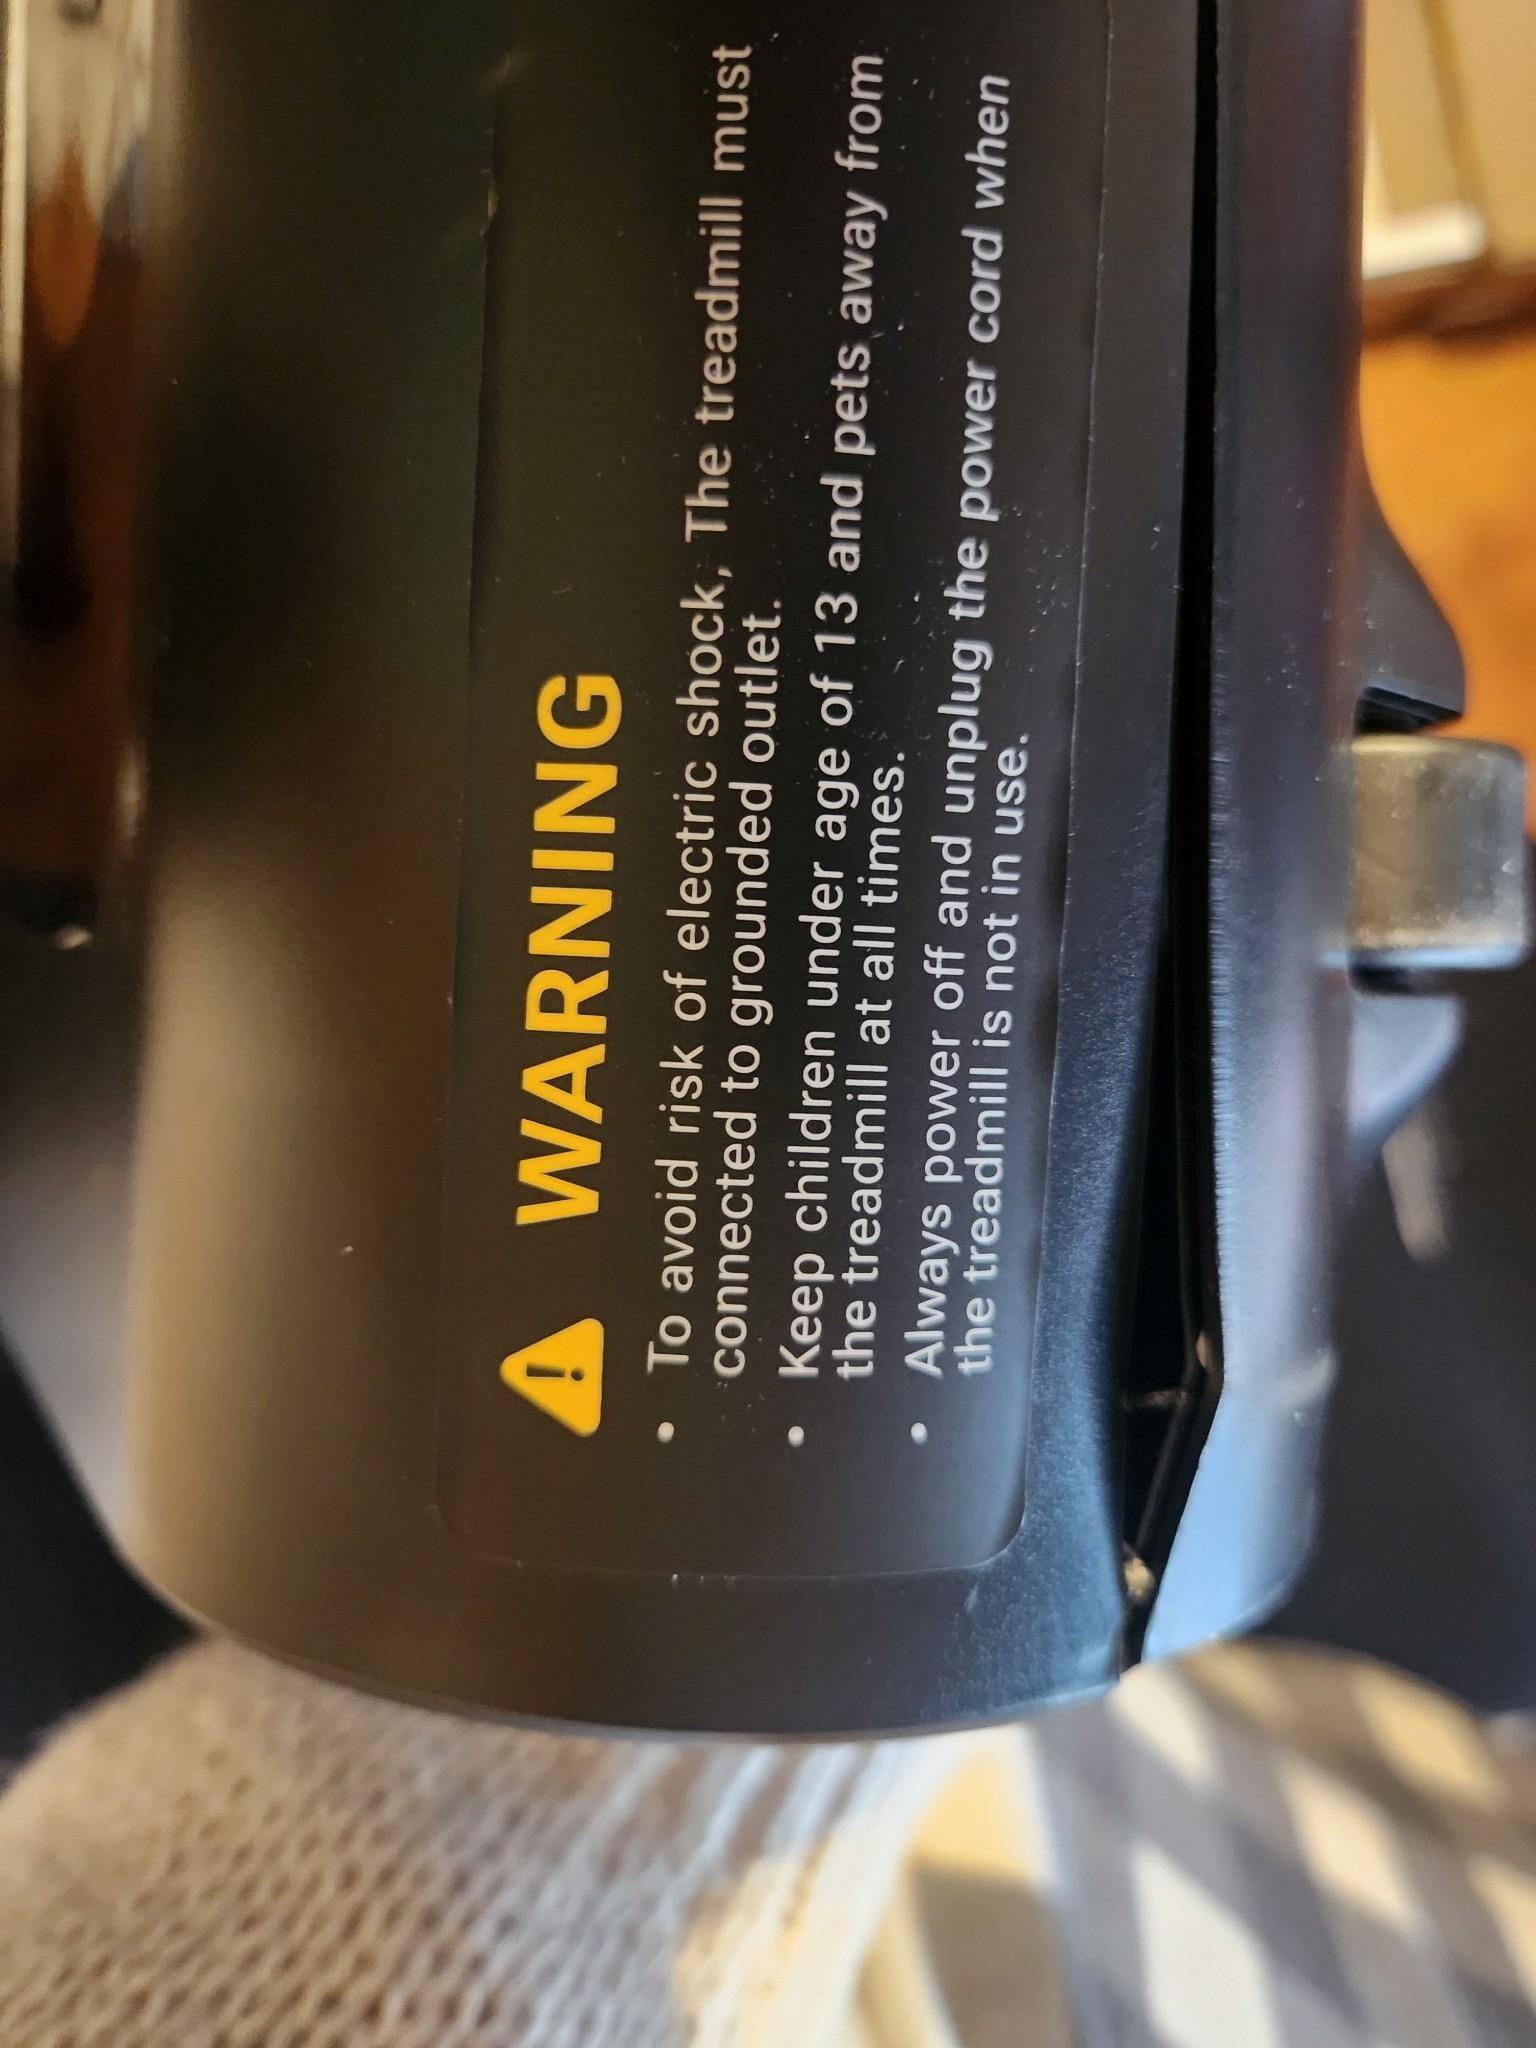 WARNING
• To avoid risk of electric shock, The treadmill must
connected to grounded outlet.
• Keep children under age of 13 and pets away from
the treadmill at all times.
• Always power off and unplug the power cord when
the treadmill is not in use.